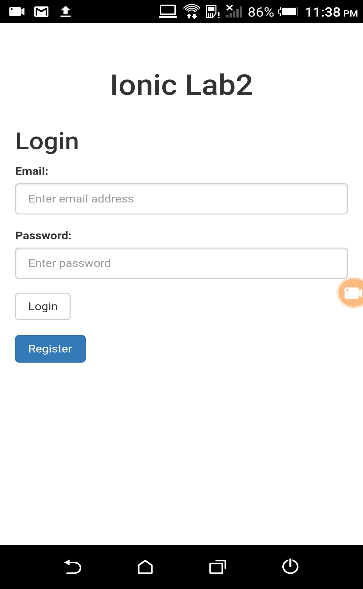 86% 11:38 PM
Ionic Lab2
Login
Email:
Enter email address
Password:
Enter password
Login
Register